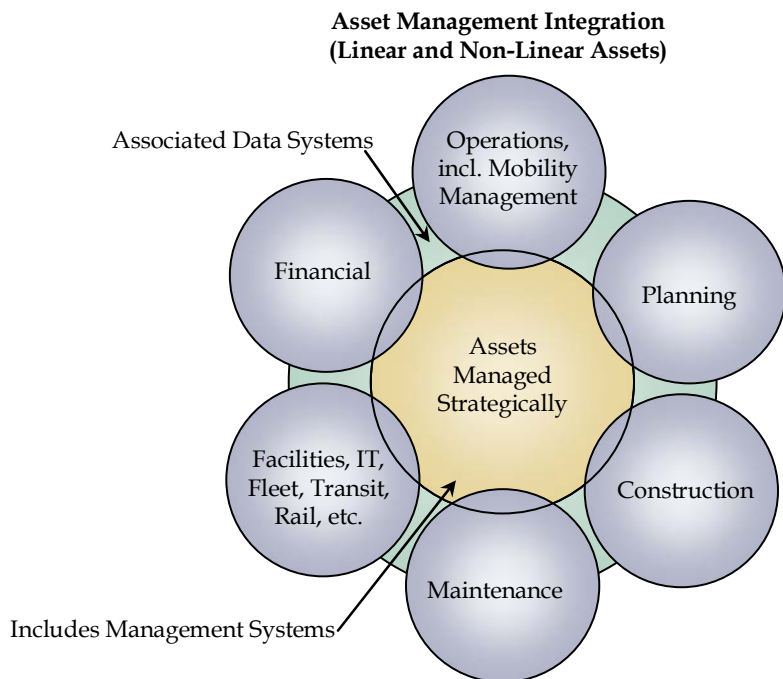 Asset Management Integration
(Linear and Non-Linear Assets)
Associated Data Systems
Operations,
incl. Mobility
Management
Financial
Planning
Assets
Managed
Strategically
Facilities, IT,
Fleet, Transit,
Rail, etc.
Construction
Maintenance
Includes Management Systems